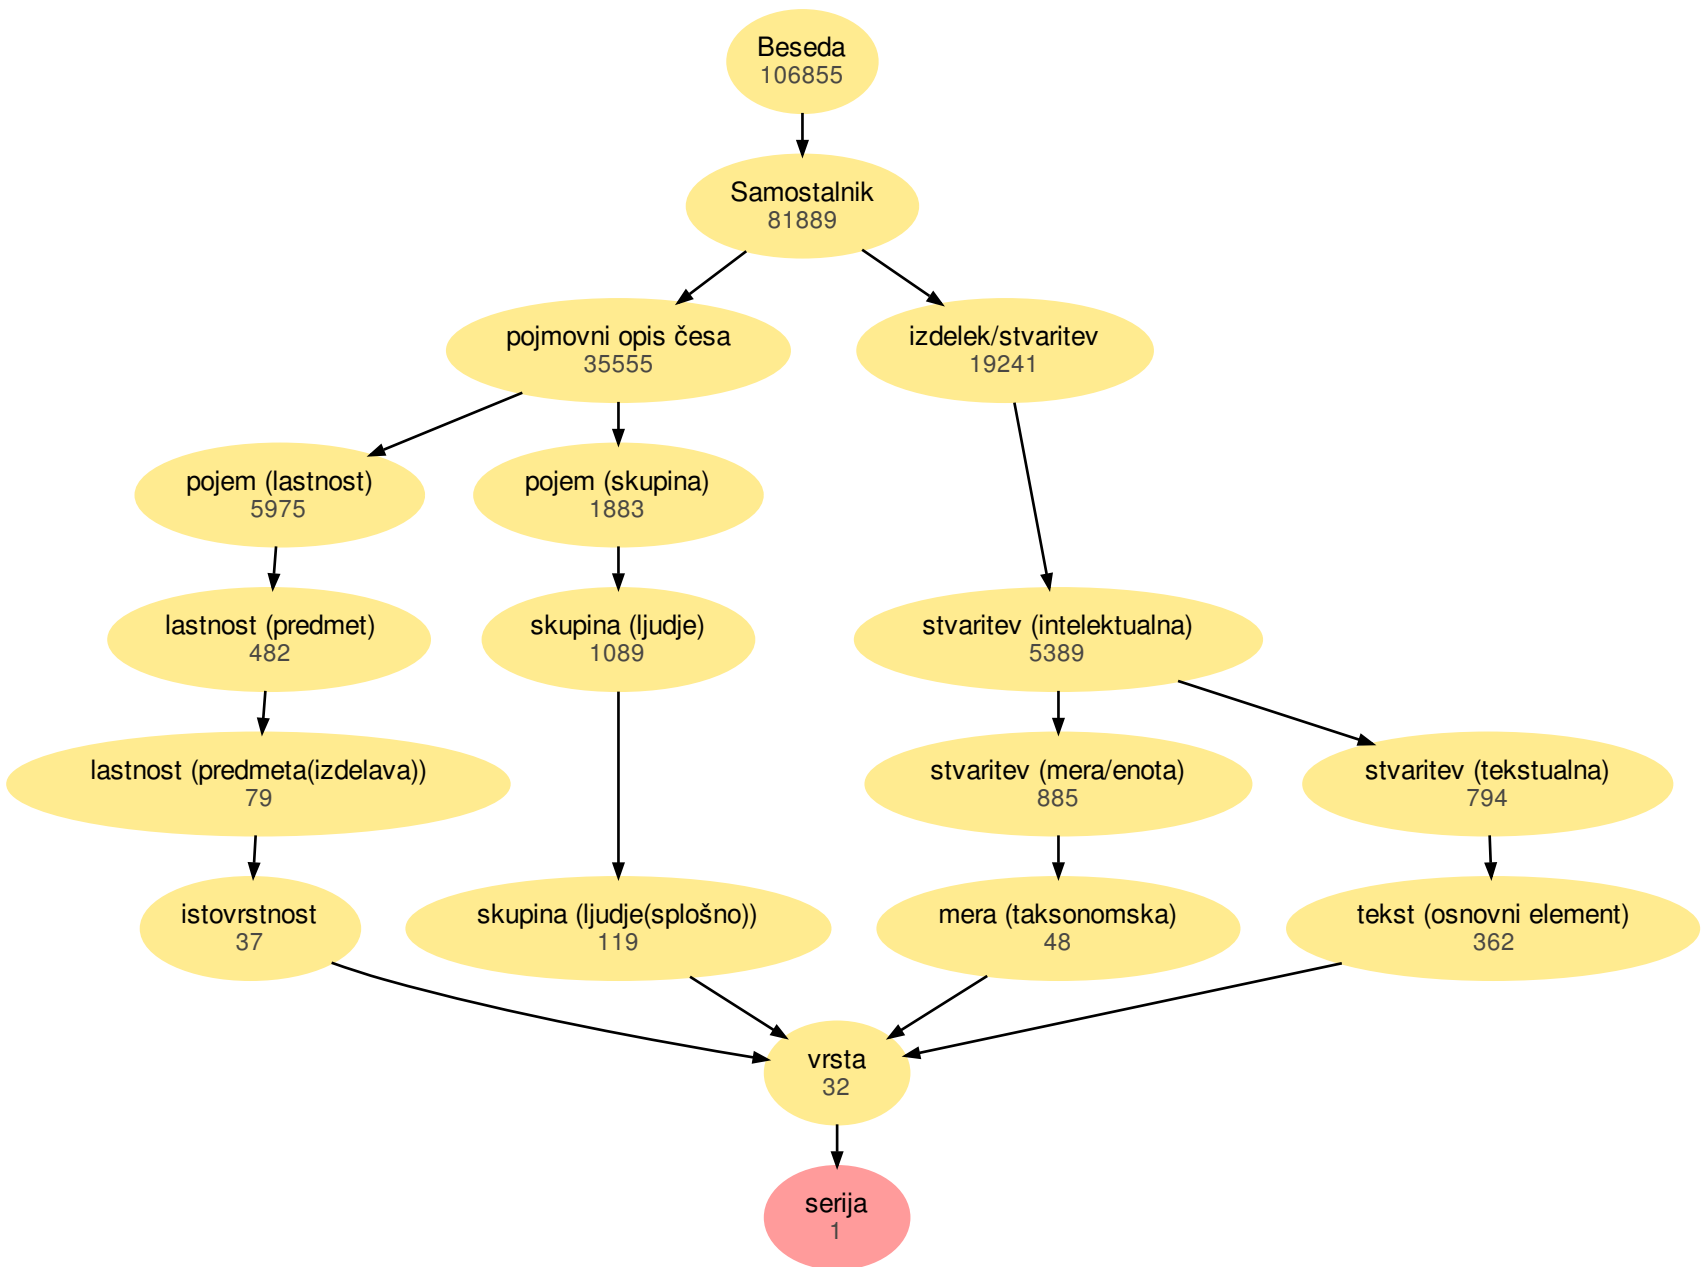 Beseda
106855
Samostalnik
81889
pojmovni opis česa
35555
izdelek/stvaritev
19241
pojem (lastnost)
5975
pojem (skupina)
1883
lastnost (predmet)
482
skupina (ljudje)
1089
stvaritev (intelektualna)
5389
lastnost (predmeta(izdelava))
79
stvaritev (mera/enota)
885
stvaritev (tekstualna)
794
istovrstnost
37
skupina (ljudje(splošno))
119
mera (taksonomska)
48
tekst (osnovni element)
362
vrsta
32
serija
1